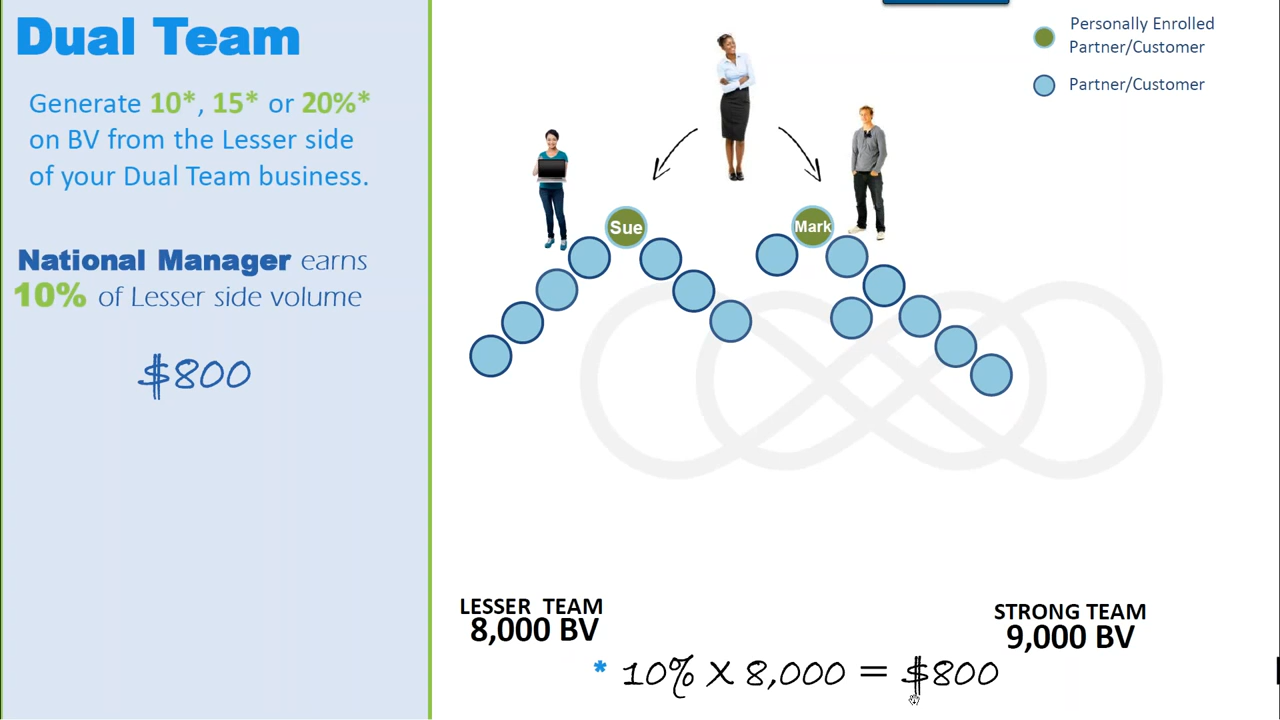 Dual Team
Generate 10*, 15* or 20%*
on BV from the Lesser side
of your Dual Team business.
National Manager earns
10% of Lesser side volume
$800
Personally Enrolled
Partner/Customer
Partner/Customer
Sue
Mark
LESSER TEAM
8,000 BV
STRONG TEAM
9,000 BV
* 10% X 8,000 = $800